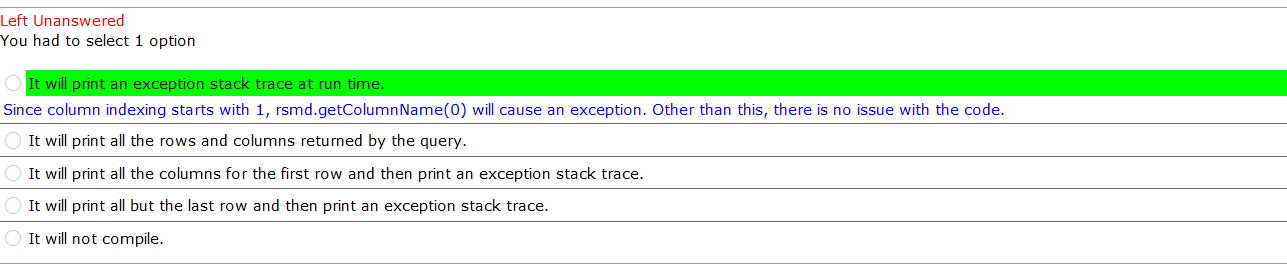 Left Unanswered
You had to select 1 option
It will print an exception stack trace at run time.
Since column indexing starts with 1, rsmd.getColumnName(0) will cause an exception. Other than this, there is no issue with the code.
It will print all the rows and columns returned by the query.
It will print all the columns for the first row and then print an exception stack trace.
It will print all but the last row and then print an exception stack trace.
It will not compile.